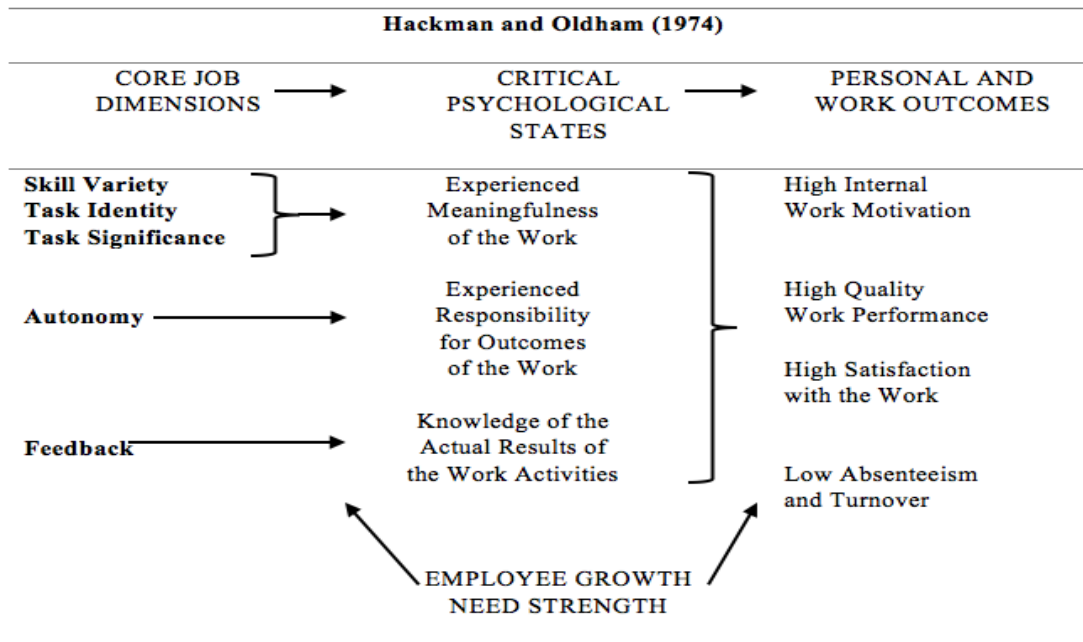 Hackman and Oldham (1974)
CORE JOB
DIMENSIONS
CRITICAL
PSYCHOLOGICAL
STATES
PERSONAL AND
WORK OUTCOMES
Skill Variety
Task Identity
Task Significance
Experienced
Meaningfulness
of the Work
High Internal
Work Motivation
Autonomy
Experienced
Responsibility
for Outcomes
of the Work
High Quality
Work Performance
High Satisfaction
with the Work
Feedback
Knowledge of the
Actual Results of
the Work Activities
Low Absenteeism
and Turnover
EMPLOYEE GROWTH
NEED STRENGTH